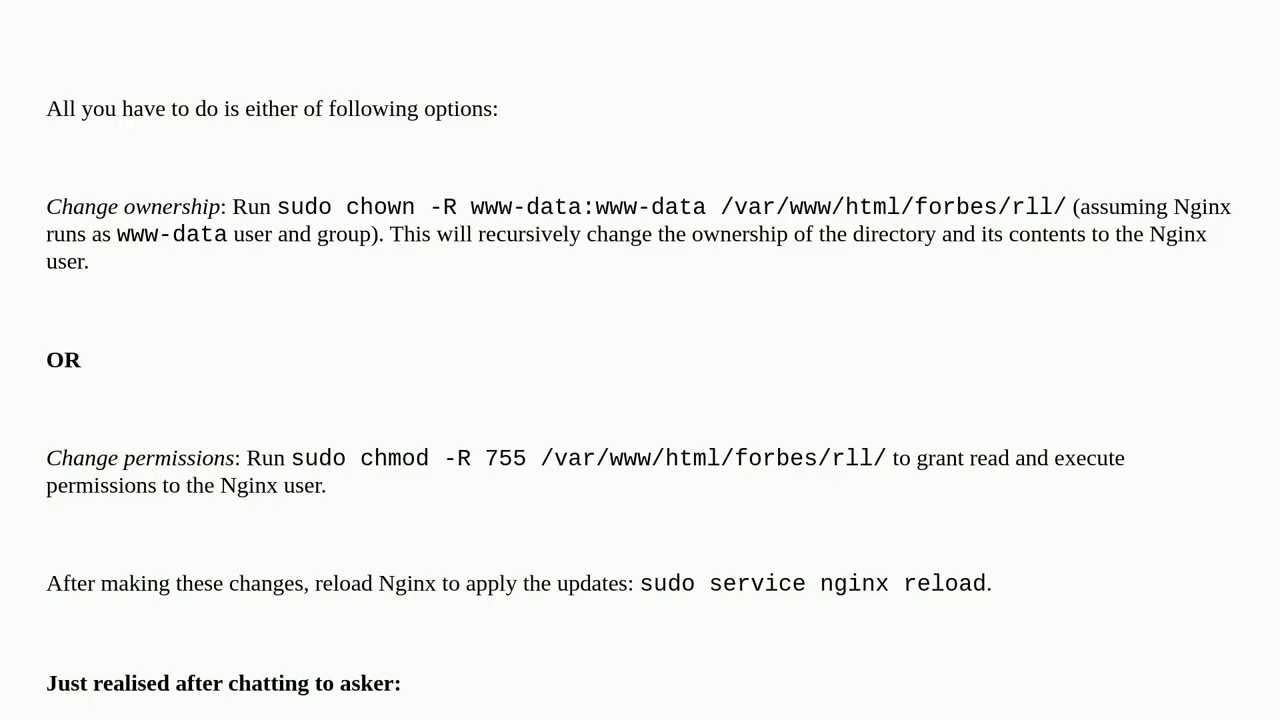 All you have to do is either of following options:
Change ownership: Run sudo chown -R www-data:www-data /var/www/html/forbes/rll/ (assuming Nginx
runs as www-data user and group). This will recursively change the ownership of the directory and its contents to the Nginx
user.
OR
Change permissions: Run sudo chmod -R 755 /var/www/html/forbes/rll/ to grant read and execute
permissions to the Nginx user.
After making these changes, reload Nginx to apply the updates: sudo service nginx reload.
Just realised after chatting to asker: